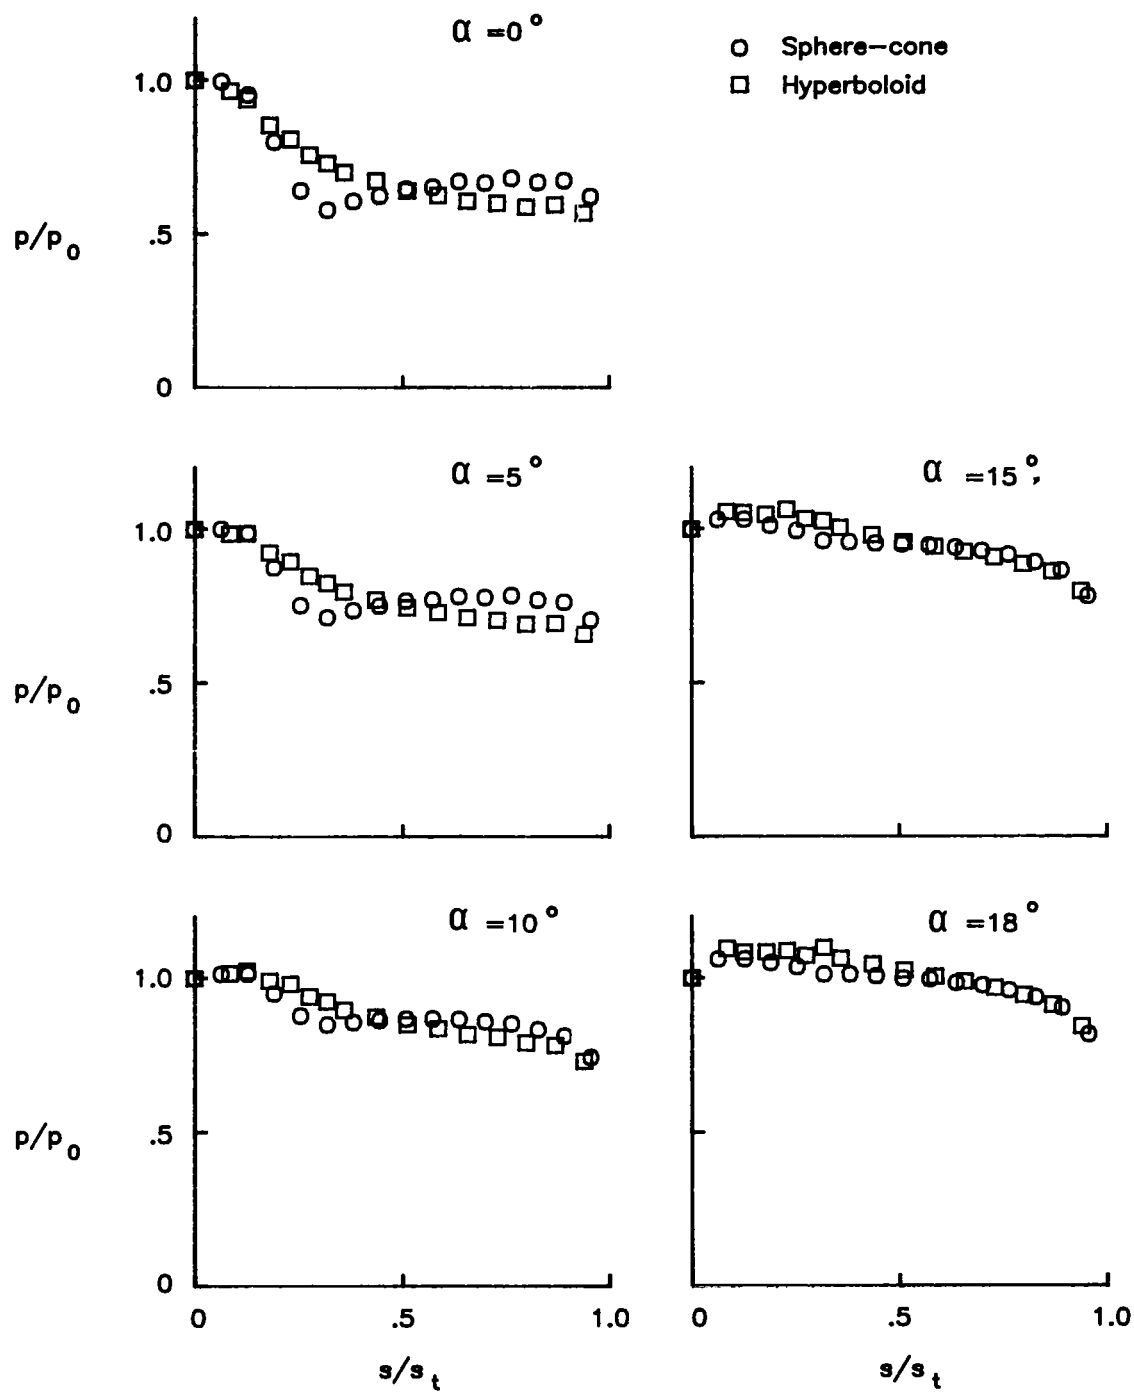 α =0°
○ Sphere-cone
□ Hyperboloid
1.0
p/p0
.5
0
α =5°
1.0
p/p0
.5
0
α =15°
α =10°
1.0
p/p0
.5
0
0 .5 1.0
s/st
α =18°
0 .5 1.0
s/st